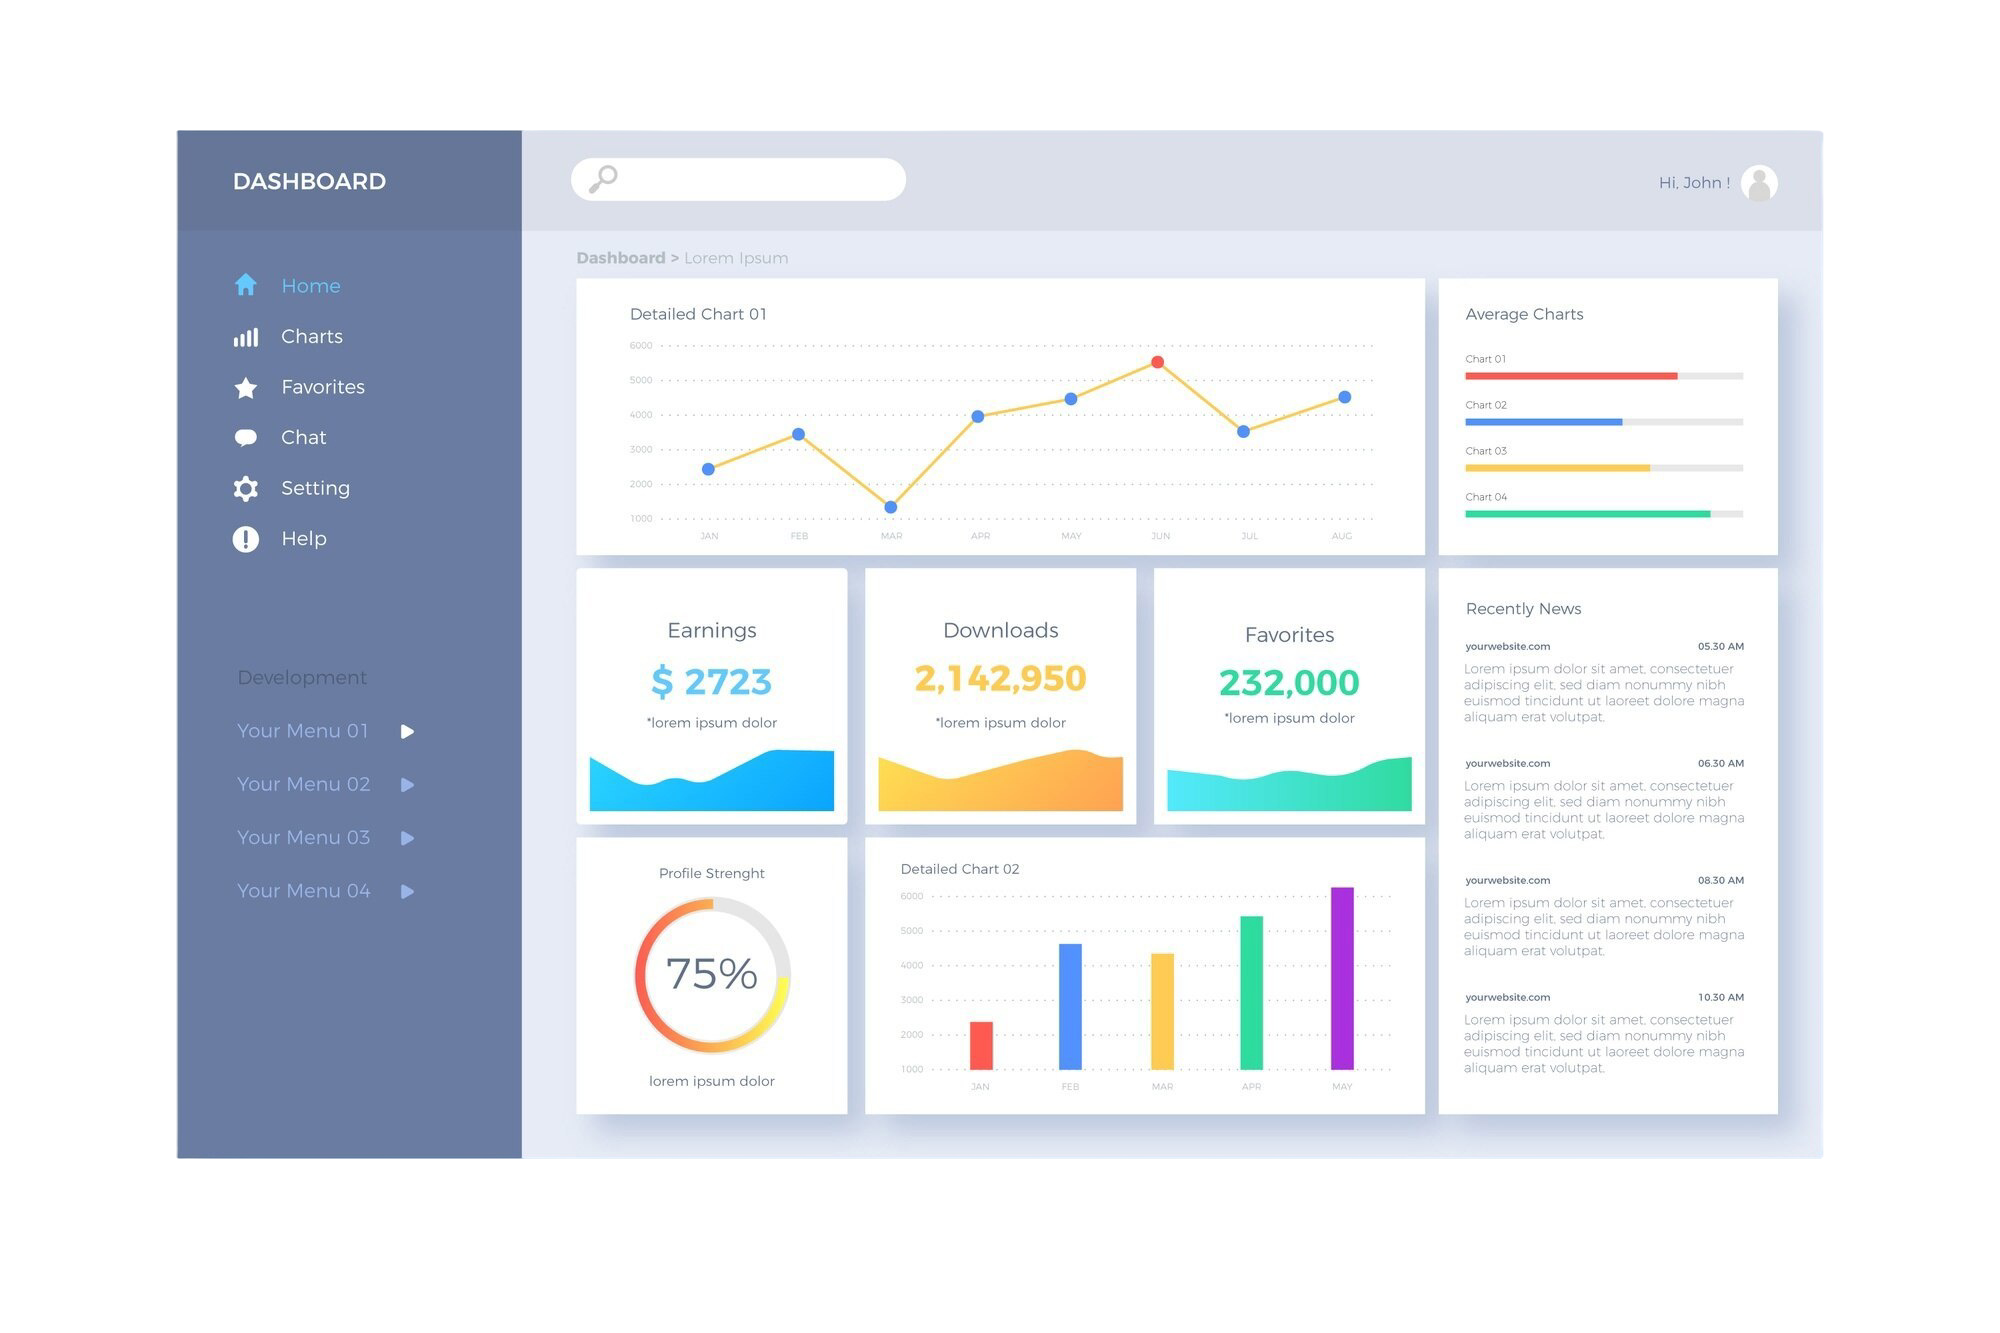 DASHBOARD
Hi, John !
Home
Charts
Favorites
Chat
Setting
Help
Development
Your Menu 01
Your Menu 02
Your Menu 03
Your Menu 04
Dashboard > Lorem Ipsum
Detailed Chart 01
6000
5000
4000
3000
2000
1000
JAN FEB MAR APR MAY JUN JUL AUG
Average Charts
Chart 01
Chart 02
Chart 03
Chart 04
Earnings
$ 2723
*lorem ipsum dolor
Downloads
2,142,950
*lorem ipsum dolor
Favorites
232,000
*lorem ipsum dolor
Profile Strenght
75%
lorem ipsum dolor
Detailed Chart 02
6000
5000
4000
3000
2000
1000
JAN FEB MAR APR MAY
Recently News
yourwebsite.com 05.30 AM
Lorem ipsum dolor sit amet, consectetuer
adipiscing elit, sed diam nonummy nibh
euismod tincidunt ut laoreet dolore magna
aliquam erat volutpat.
yourwebsite.com 06.30 AM
Lorem ipsum dolor sit amet, consectetuer
adipiscing elit, sed diam nonummy nibh
euismod tincidunt ut laoreet dolore magna
aliquam erat volutpat.
yourwebsite.com 08.30 AM
Lorem ipsum dolor sit amet, consectetuer
adipiscing elit, sed diam nonummy nibh
euismod tincidunt ut laoreet dolore magna
aliquam erat volutpat.
yourwebsite.com 10.30 AM
Lorem ipsum dolor sit amet, consectetuer
adipiscing elit, sed diam nonummy nibh
euismod tincidunt ut laoreet dolore magna
aliquam erat volutpat.